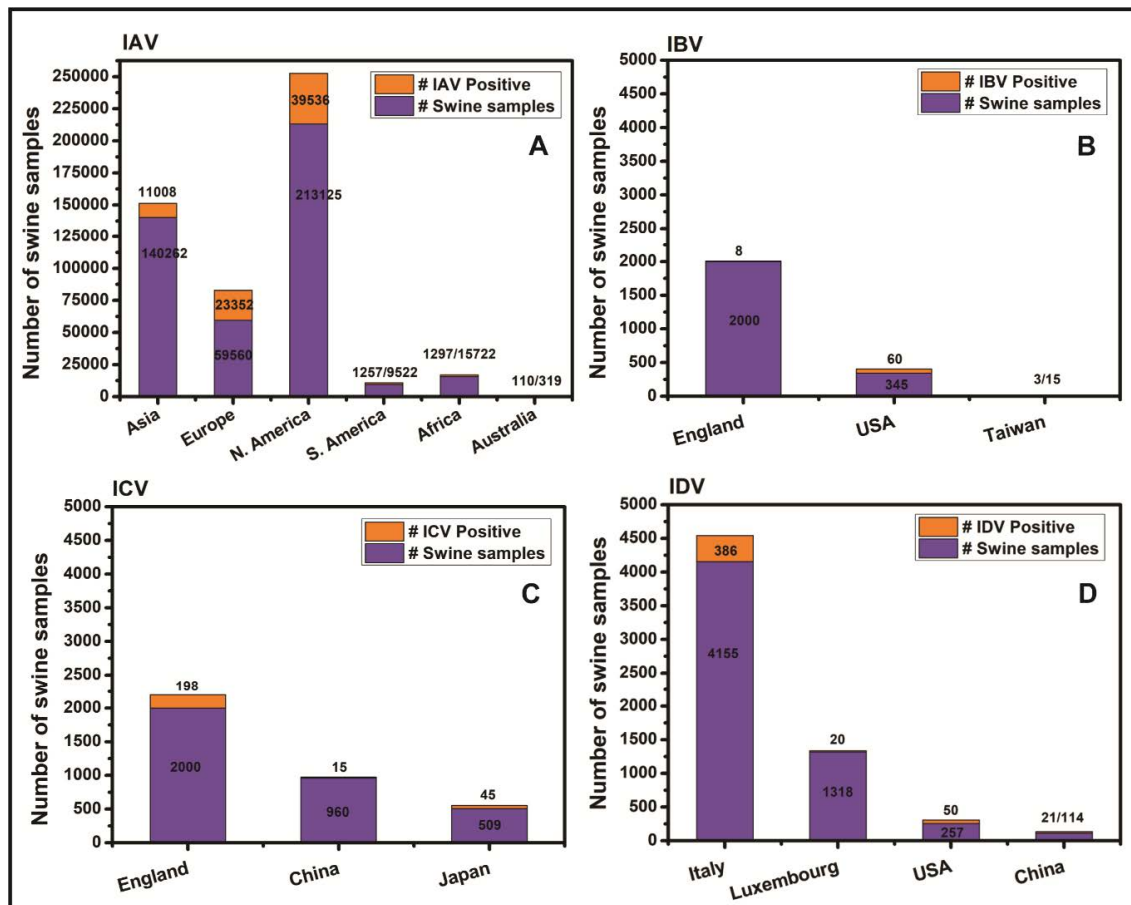 IAV
Number of swine samples
250000
225000
200000
175000
150000
125000
100000
75000
50000
25000
0
# IAV Positive
# Swine samples
A
11008
140262
23352
59560
39536
213125
1257/9522
1297/15722
110/319
Asia
Europe
N. America
S. America
Africa
Australia
IBV
Number of swine samples
5000
4500
4000
3500
3000
2500
2000
1500
1000
500
0
# IBV Positive
# Swine samples
B
8
2000
60
345
3/15
England
USA
Taiwan
ICV
Number of swine samples
5000
4500
4000
3500
3000
2500
2000
1500
1000
500
0
# ICV Positive
# Swine samples
C
198
2000
15
960
45
509
England
China
Japan
IDV
Number of swine samples
5000
4500
4000
3500
3000
2500
2000
1500
1000
500
0
# IDV Positive
# Swine samples
D
386
4155
20
1318
50
257
21/114
Italy
Luxembourg
USA
China